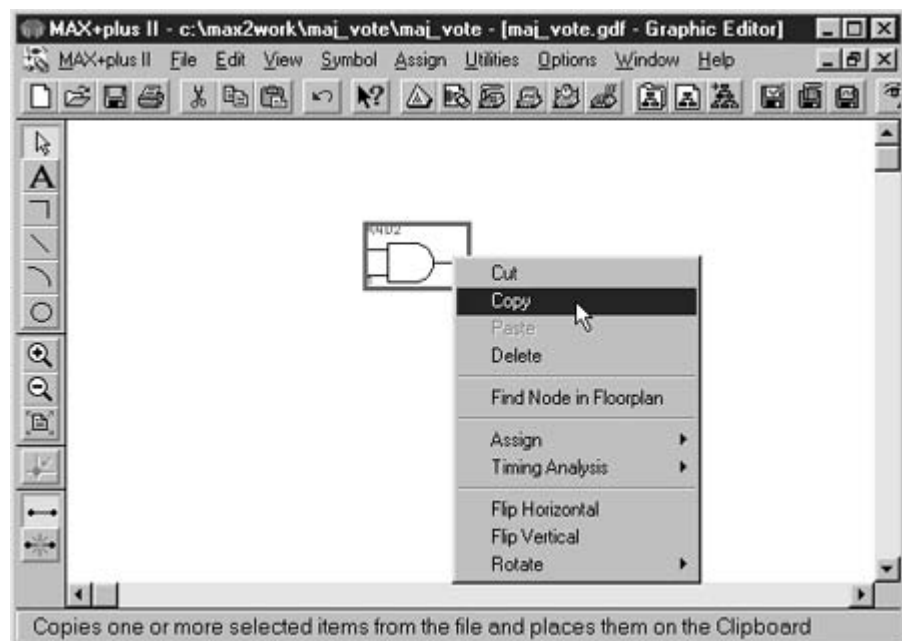 MAX+plus II - c:\max2work\maj_vote\maj_vote - [maj_vote.gdf - Graphic Editor]
MAX+plus II File Edit View Symbol Assign Utilities Options Window Help
A
AND2
Cut
Copy
Paste
Delete
Find Node in Floorplan
Assign
Timing Analysis
Flip Horizontal
Flip Vertical
Rotate
Copies one or more selected items from the file and places them on the Clipboard